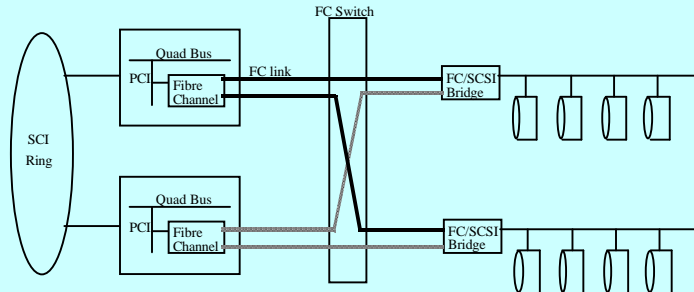 FC Switch
Quad Bus
PCI
Fibre
Channel
FC link
FC/SCSI
Bridge
SCI
Ring
Quad Bus
PCI
Fibre
Channel
FC/SCSI
Bridge